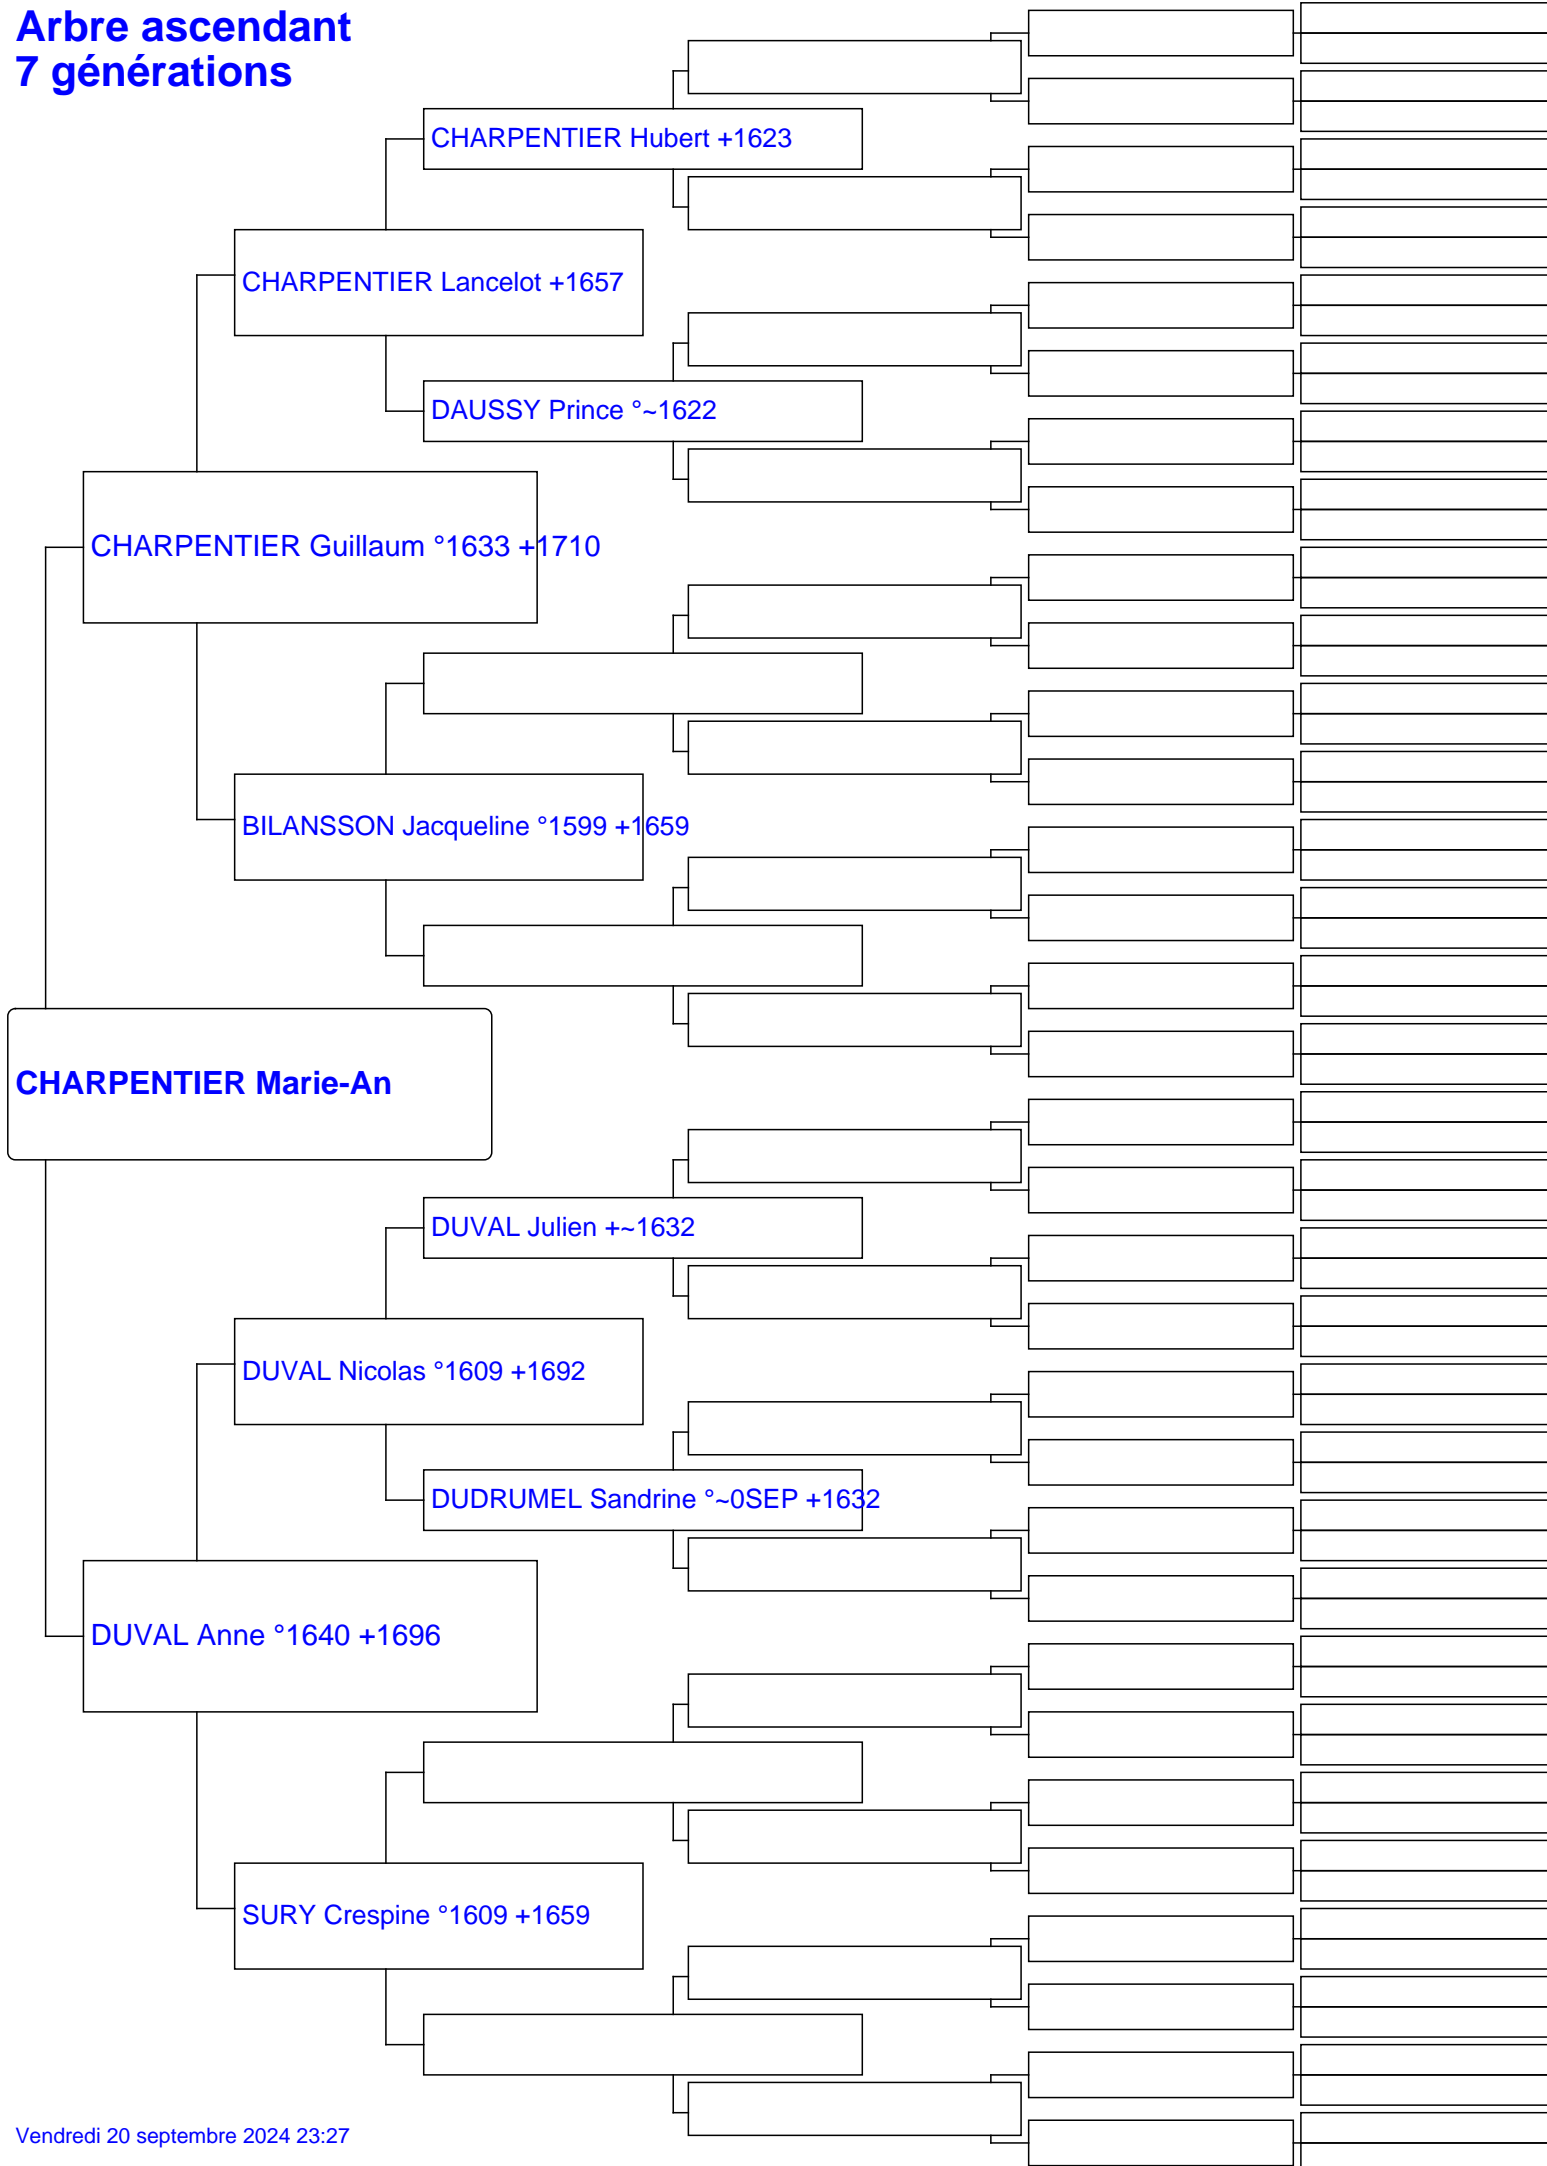 Arbre ascendant
7 générations
CHARPENTIER Hubert +1623
CHARPENTIER Lancelot +1657
DAUSSY Prince °~1622
CHARPENTIER Guillaum °1633 +1710
BILANSSON Jacqueline °1599 +1659
CHARPENTIER Marie-An
DUVAL Julien +~1632
DUVAL Nicolas °1609 +1692
DUDRUMEL Sandrine °~0SEP +1632
DUVAL Anne °1640 +1696
SURY Crespine °1609 +1659
Vendredi 20 septembre 2024 23:27